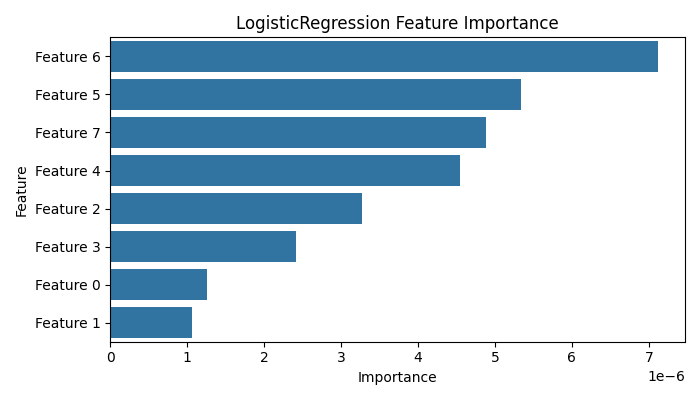 LogisticRegression Feature Importance
Feature
Feature 6
Feature 5
Feature 7
Feature 4
Feature 2
Feature 3
Feature 0
Feature 1
0 1 2 3 4 5 6 7
1e−6
Importance